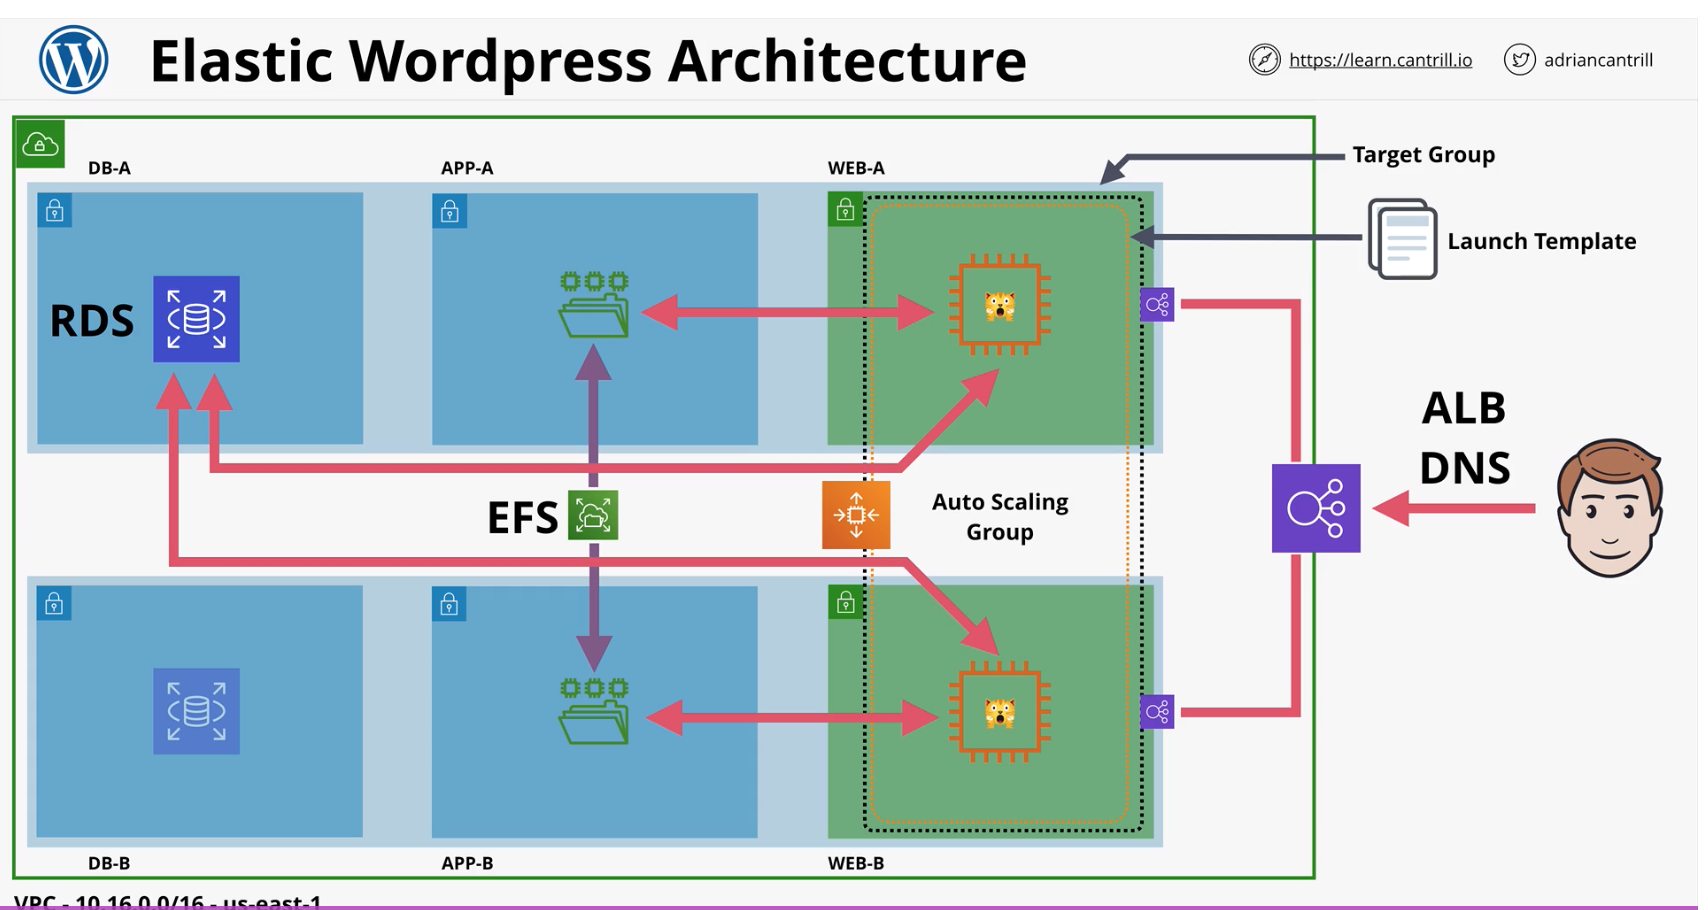 Elastic Wordpress Architecture
https://learn.cantrill.io
adriancantrill
DB-A
APP-A
WEB-A
Target Group
Launch Template
RDS
ALB
DNS
EFS
Auto Scaling
Group
DB-B
APP-B
WEB-B
VPC - 10.16.0.0/16 - us-east-1